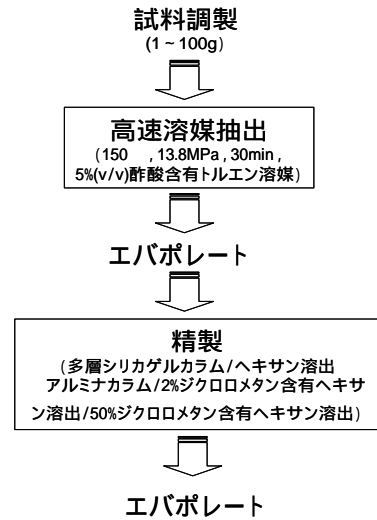 試料調製
(1~100g)
高速溶媒抽出
(150 , 13.8MPa , 30min ,
5%(v/v)酢酸含有トルエン溶媒)
エバポレート
精製
(多層シリカゲルカラム/ヘキサン溶出
アルミナカラム/2%ジクロロメタン含有ヘキサ
ン溶出/50%ジクロロメタン含有ヘキサン溶出)
エバポレート